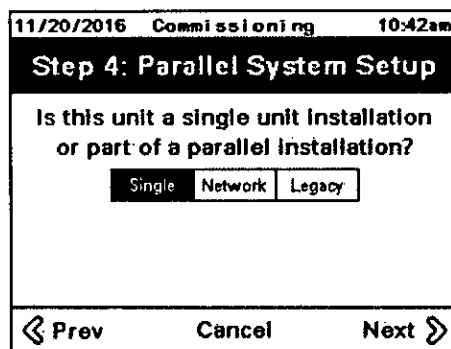 11/20/2016 Commissioning 10:42am
Step 4: Parallel System Setup
Is this unit a single unit installation
or part of a parallel installation?
Single Network Legacy
Prev Cancel Next